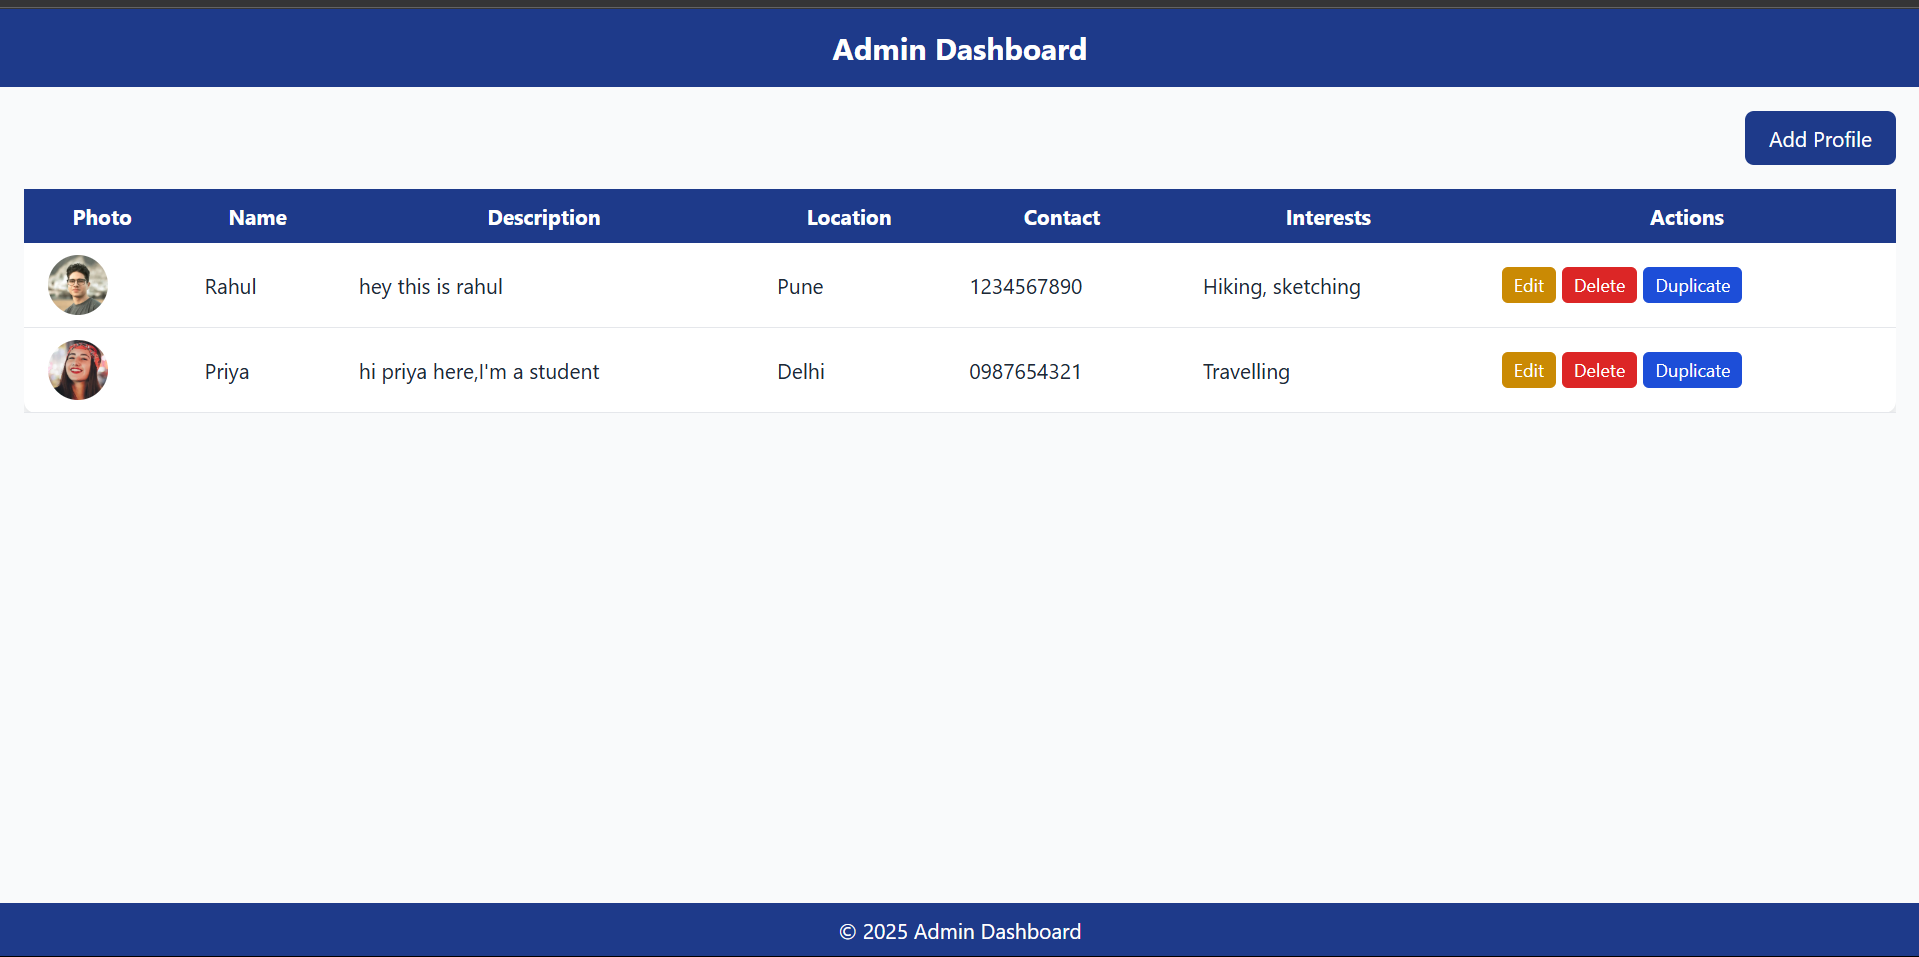 Admin Dashboard
Add Profile
Photo Name Description Location Contact Interests Actions
Rahul hey this is rahul Pune 1234567890 Hiking, sketching Edit Delete Duplicate
Priya hi priya here,I'm a student Delhi 0987654321 Travelling Edit Delete Duplicate
© 2025 Admin Dashboard